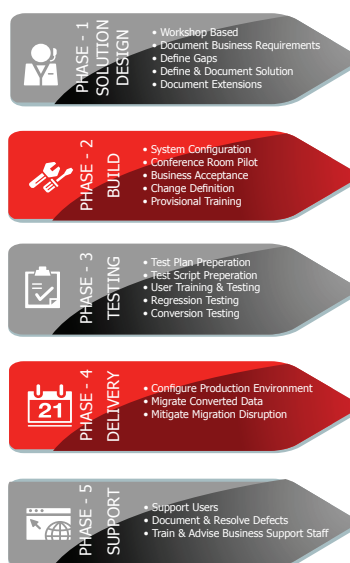 PHASE - 1
SOLUTION
DESIGN
• Workshop Based
• Document Business Requirements
• Define Gaps
• Define & Document Solution
• Document Extensions
PHASE - 2
BUILD
• System Configuration
• Conference Room Pilot
• Business Acceptance
• Change Definition
• Provisional Training
PHASE - 3
TESTING
• Test Plan Preperation
• Test Script Preperation
• User Training & Testing
• Regression Testing
• Conversion Testing
21
PHASE - 4
DELIVERY
• Configure Production Environment
• Migrate Converted Data
• Mitigate Migration Disruption
PHASE - 5
SUPPORT
• Support Users
• Document & Resolve Defects
• Train & Advise Business Support Staff